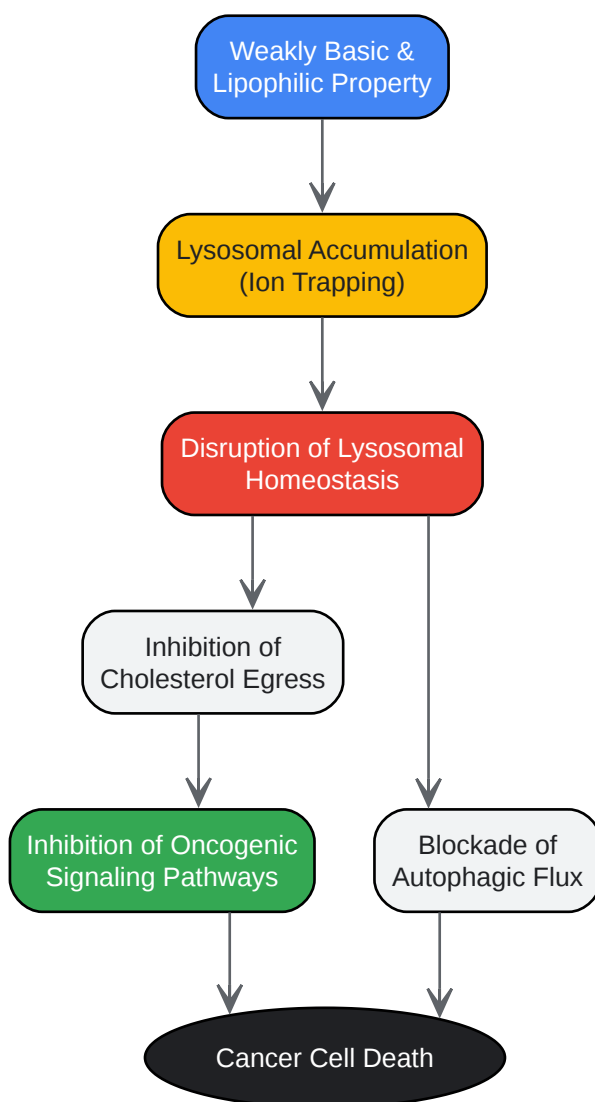 Weakly Basic &
Lipophilic Property
Lysosomal Accumulation
(Ion Trapping)
Disruption of Lysosomal
Homeostasis
Inhibition of
Cholesterol Egress
Inhibition of Oncogenic
Signaling Pathways
Blockade of
Autophagic Flux
Cancer Cell Death